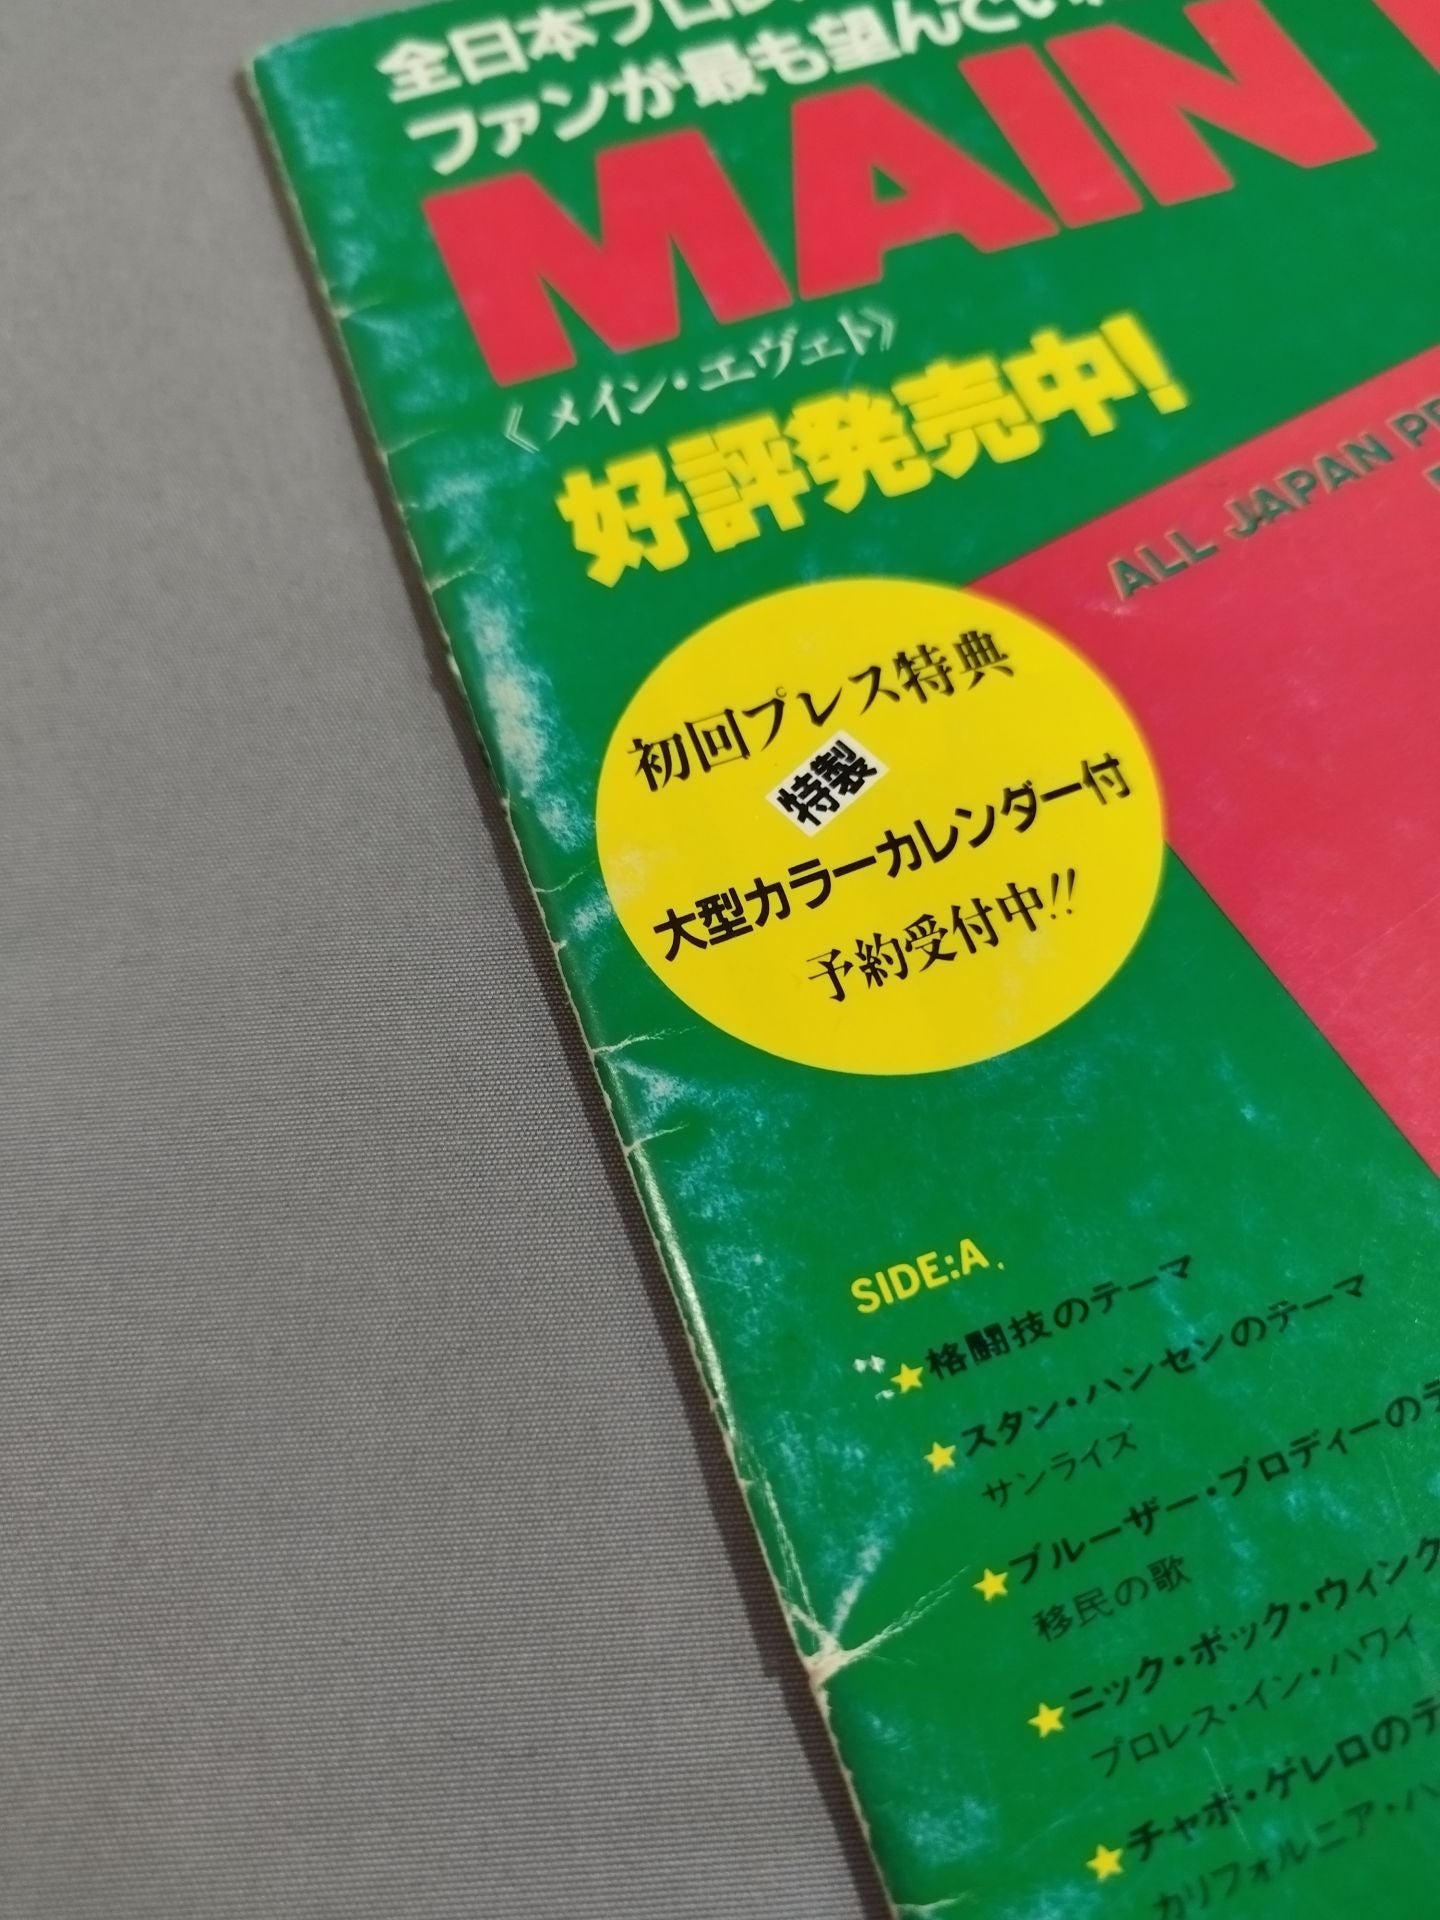 全日本プロレ
ファンが最も望んでい
MAIN
《メイン・エヴェト》
好評発売中!
ALL JAPAN PR
初回プレス特典
特製
大型カラーカレンダー付
予約受付中!!
SIDE:A
★格闘技のテーマ
★スタン・ハンセンのテーマ
サンライズ
★ブルーザー・ブロディーのテ
移民の歌
★ニック・ボック・ウィンク
プロレス・イン・ハワイ
★チャボ・ゲレロのテ
カリフォルニア・ハ